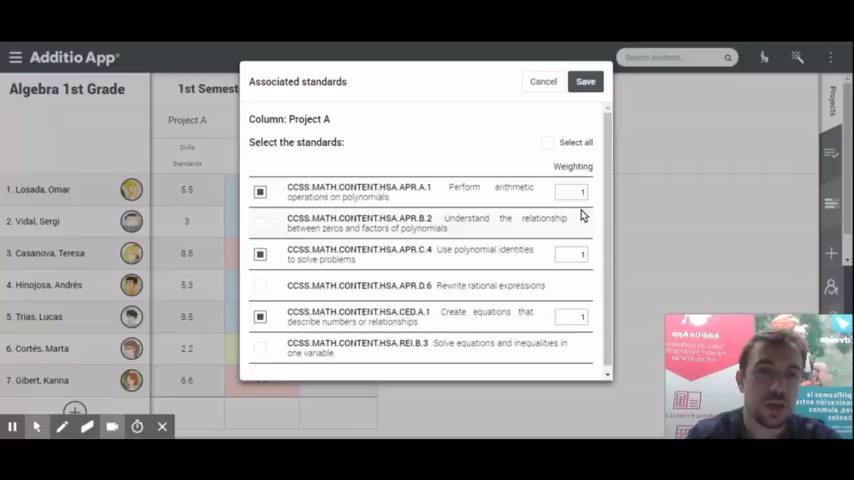 Additio App
Search students...
Algebra 1st Grade
1st Semes
Project A
Skills
Standards
1. Losada, Omar
5.5
2. Vidal, Sergi
3
3. Casanova, Teresa
8.8
4. Hinojosa, Andrés
5.3
5. Trias, Lucas
8.5
6. Cortés, Marta
2.2
7. Gibert, Karina
6.6
Associated standards
Cancel
Save
Column: Project A
Select the standards:
Select all
Weighting
CCSS.MATH.CONTENT.HSA.APR.A.1 Perform arithmetic
operations on polynomials
1
CCSS.MATH.CONTENT.HSA.APR.B.2 Understand the relationship
between zeros and factors of polynomials
CCSS.MATH.CONTENT.HSA.APR.C.4 Use polynomial identities
to solve problems
1
CCSS.MATH.CONTENT.HSA.APR.D.6 Rewrite rational expressions
CCSS.MATH.CONTENT.HSA.CED.A.1 Create equations that
describe numbers or relationships
1
CCSS.MATH.CONTENT.HSA.REI.B.3 Solve equations and inequalities in
one variable
Projects
Additio App